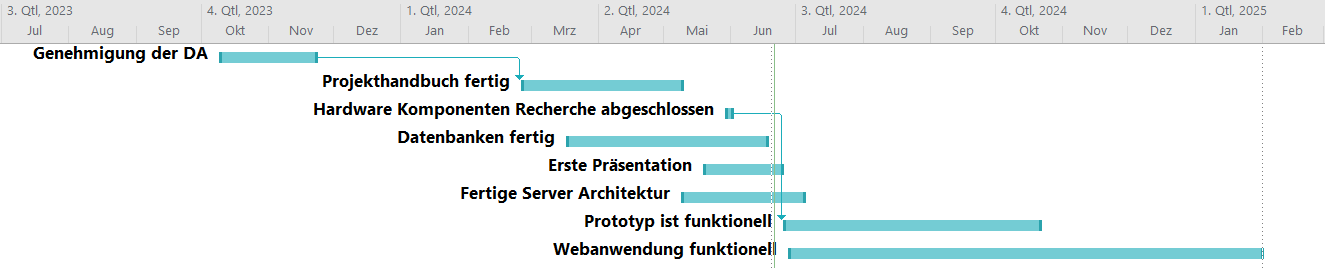 3. Qtl, 2023 4. Qtl, 2023 1. Qtl, 2024 2. Qtl, 2024 3. Qtl, 2024 4. Qtl, 2024 1. Qtl, 2025
Jul Aug Sep Okt Nov Dez Jan Feb Mrz Apr Mai Jun Jul Aug Sep Okt Nov Dez Jan Feb
Genehmigung der DA
Projekthandbuch fertig
Hardware Komponenten Recherche abgeschlossen
Datenbanken fertig
Erste Präsentation
Fertige Server Architektur
Prototyp ist funktionell
Webanwendung funktionell